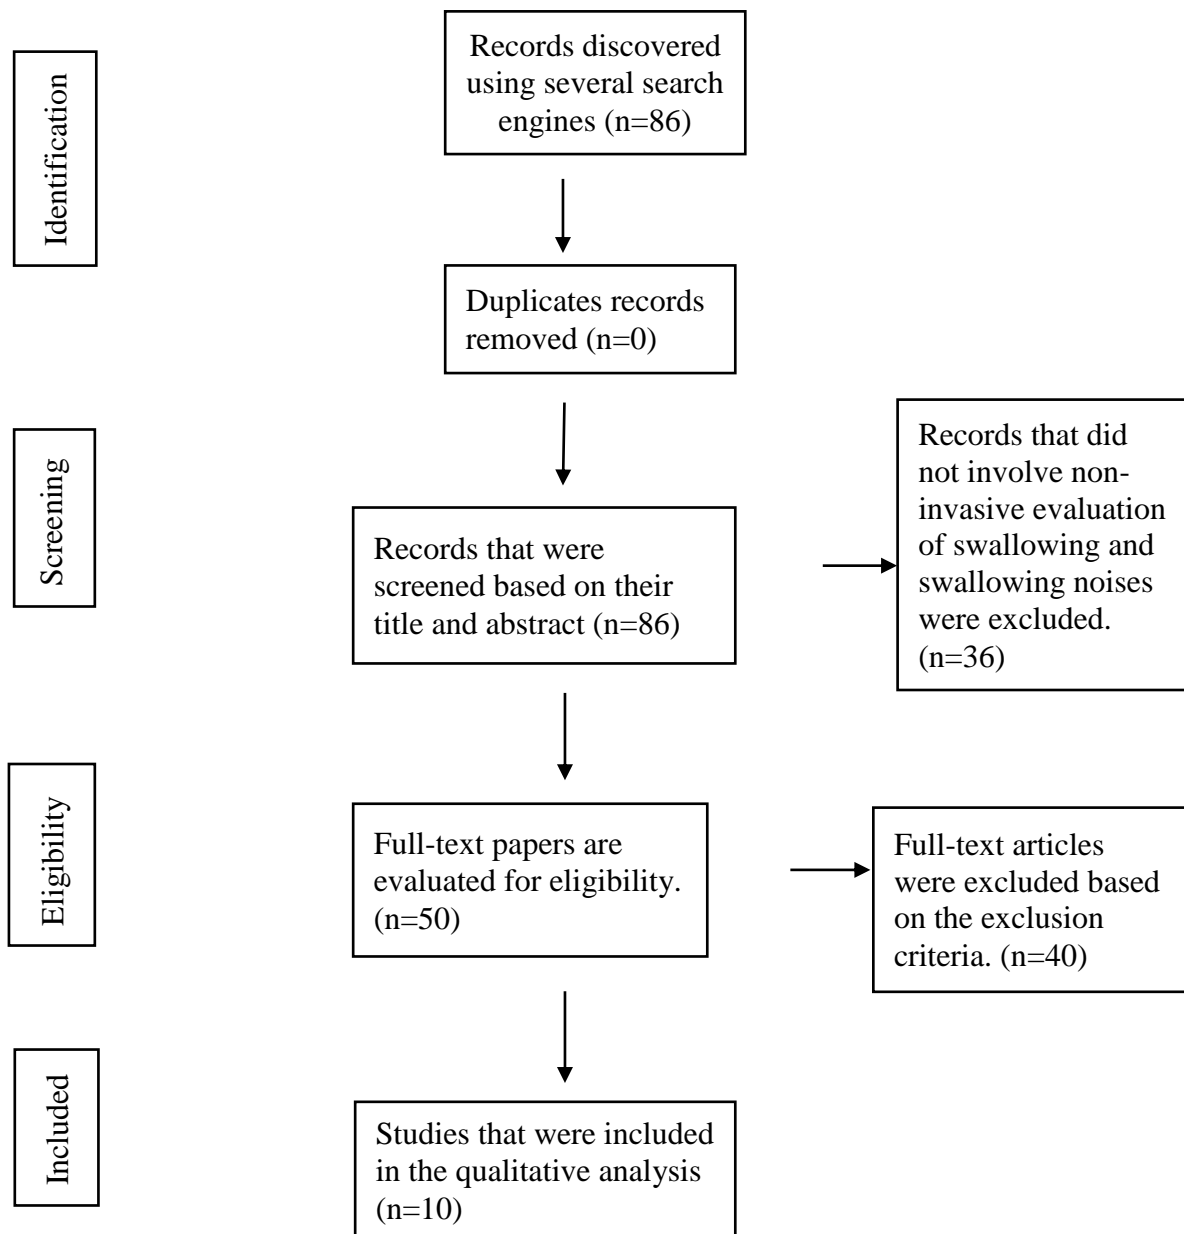 Identification
Records discovered
using several search
engines (n=86)
Duplicates records
removed (n=0)
Screening
Records that were
screened based on their
title and abstract (n=86)
Records that did
not involve non-
invasive evaluation
of swallowing and
swallowing noises
were excluded.
(n=36)
Eligibility
Full-text papers are
evaluated for eligibility.
(n=50)
Full-text articles
were excluded based
on the exclusion
criteria. (n=40)
Included
Studies that were included
in the qualitative analysis
(n=10)